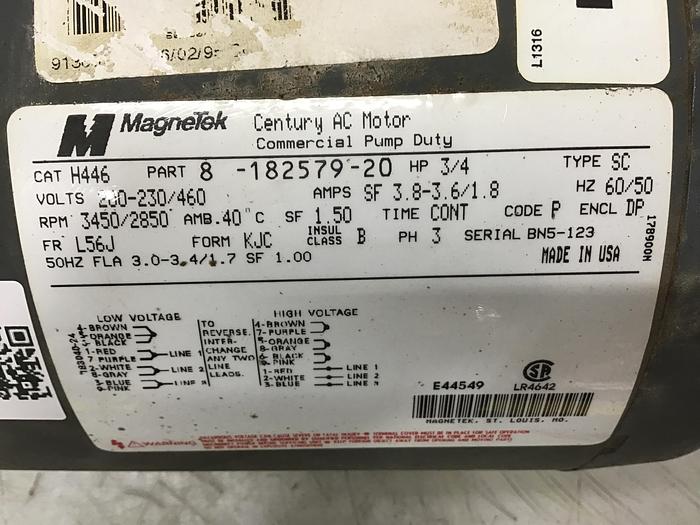 L1316
MagneTek Century AC Motor
Commercial Pump Duty
CAT H446 PART 8 -182579-20 HP 3/4 TYPE SC
VOLTS 200-230/460 AMPS SF 3.8-3.6/1.8 HZ 60/50
RPM 3450/2850 AMB. 40°C SF 1.50 TIME CONT CODE P ENCL DP
FR L56J FORM KJC INSUL CLASS B PH 3 SERIAL BN5-123
50HZ FLA 3.0-3.4/1.7 SF 1.00 MADE IN USA
178900M
LOW VOLTAGE
4-BROWN
5-ORANGE
6-BLACK
1-RED
7-PURPLE LINE 1
2-WHITE
8-GRAY LINE 2
3-BLUE
9-PINK LINE 3
TO
REVERSE,
INTER-
CHANGE
ANY TWO
LINE
LEADS.
HIGH VOLTAGE
4-BROWN
7-PURPLE
5-ORANGE
8-GRAY
6-BLACK
9-PINK
1-RED LINE 1
2-WHITE LINE 2
3-BLUE LINE 3
E44549
LR4642
MAGNETEK, ST. LOUIS, MO.
WARNING